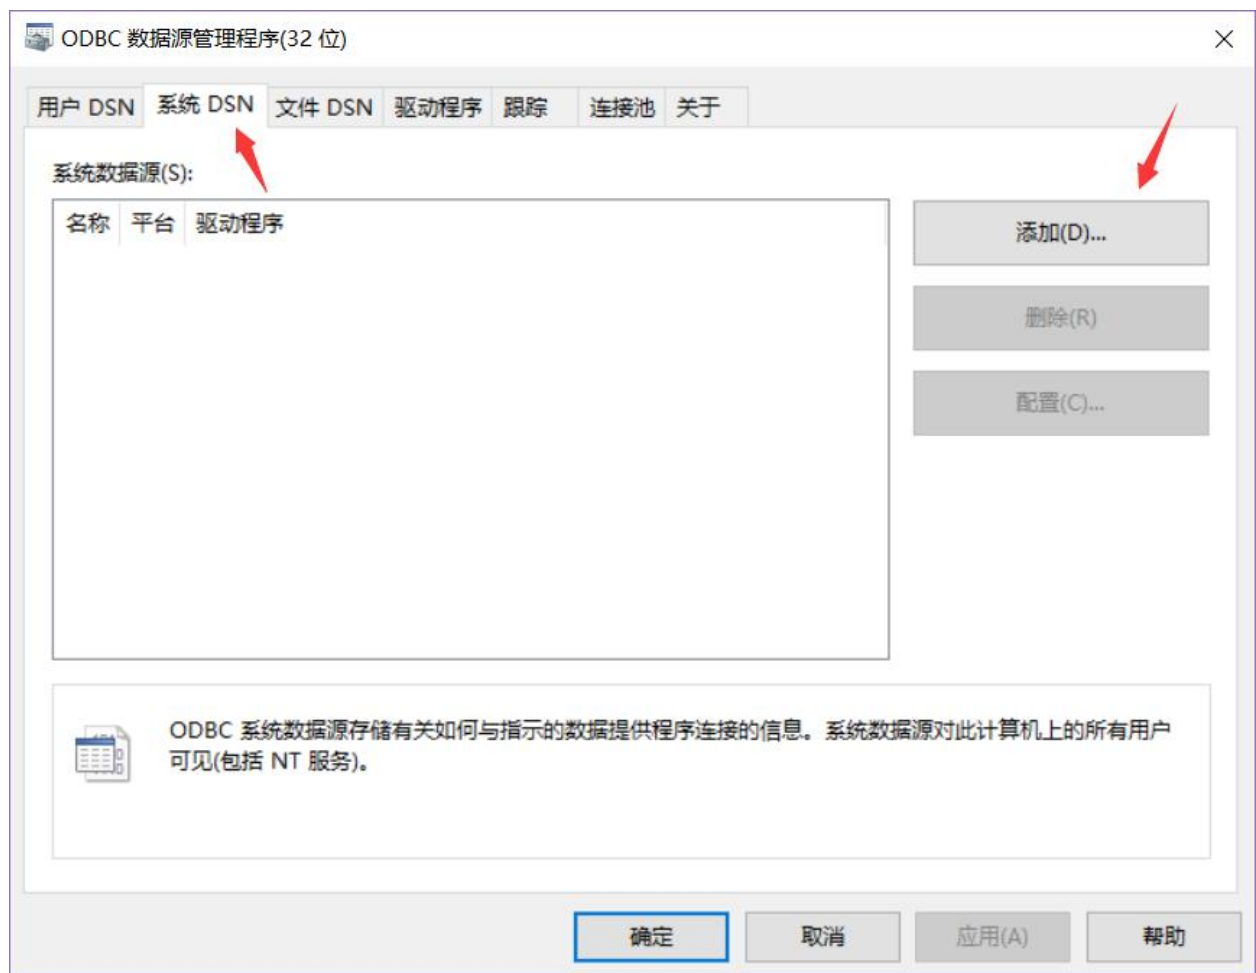 ODBC 数据源管理程序(32 位)
用户 DSN 系统 DSN 文件 DSN 驱动程序 跟踪 连接池 关于
系统数据源(S):
名称 平台 驱动程序
添加(D)...
删除(R)
配置(C)...
ODBC 系统数据源存储有关如何与指示的数据提供程序连接的信息。系统数据源对此计算机上的所有用户
可见(包括 NT 服务)。
确定 取消 应用(A) 帮助